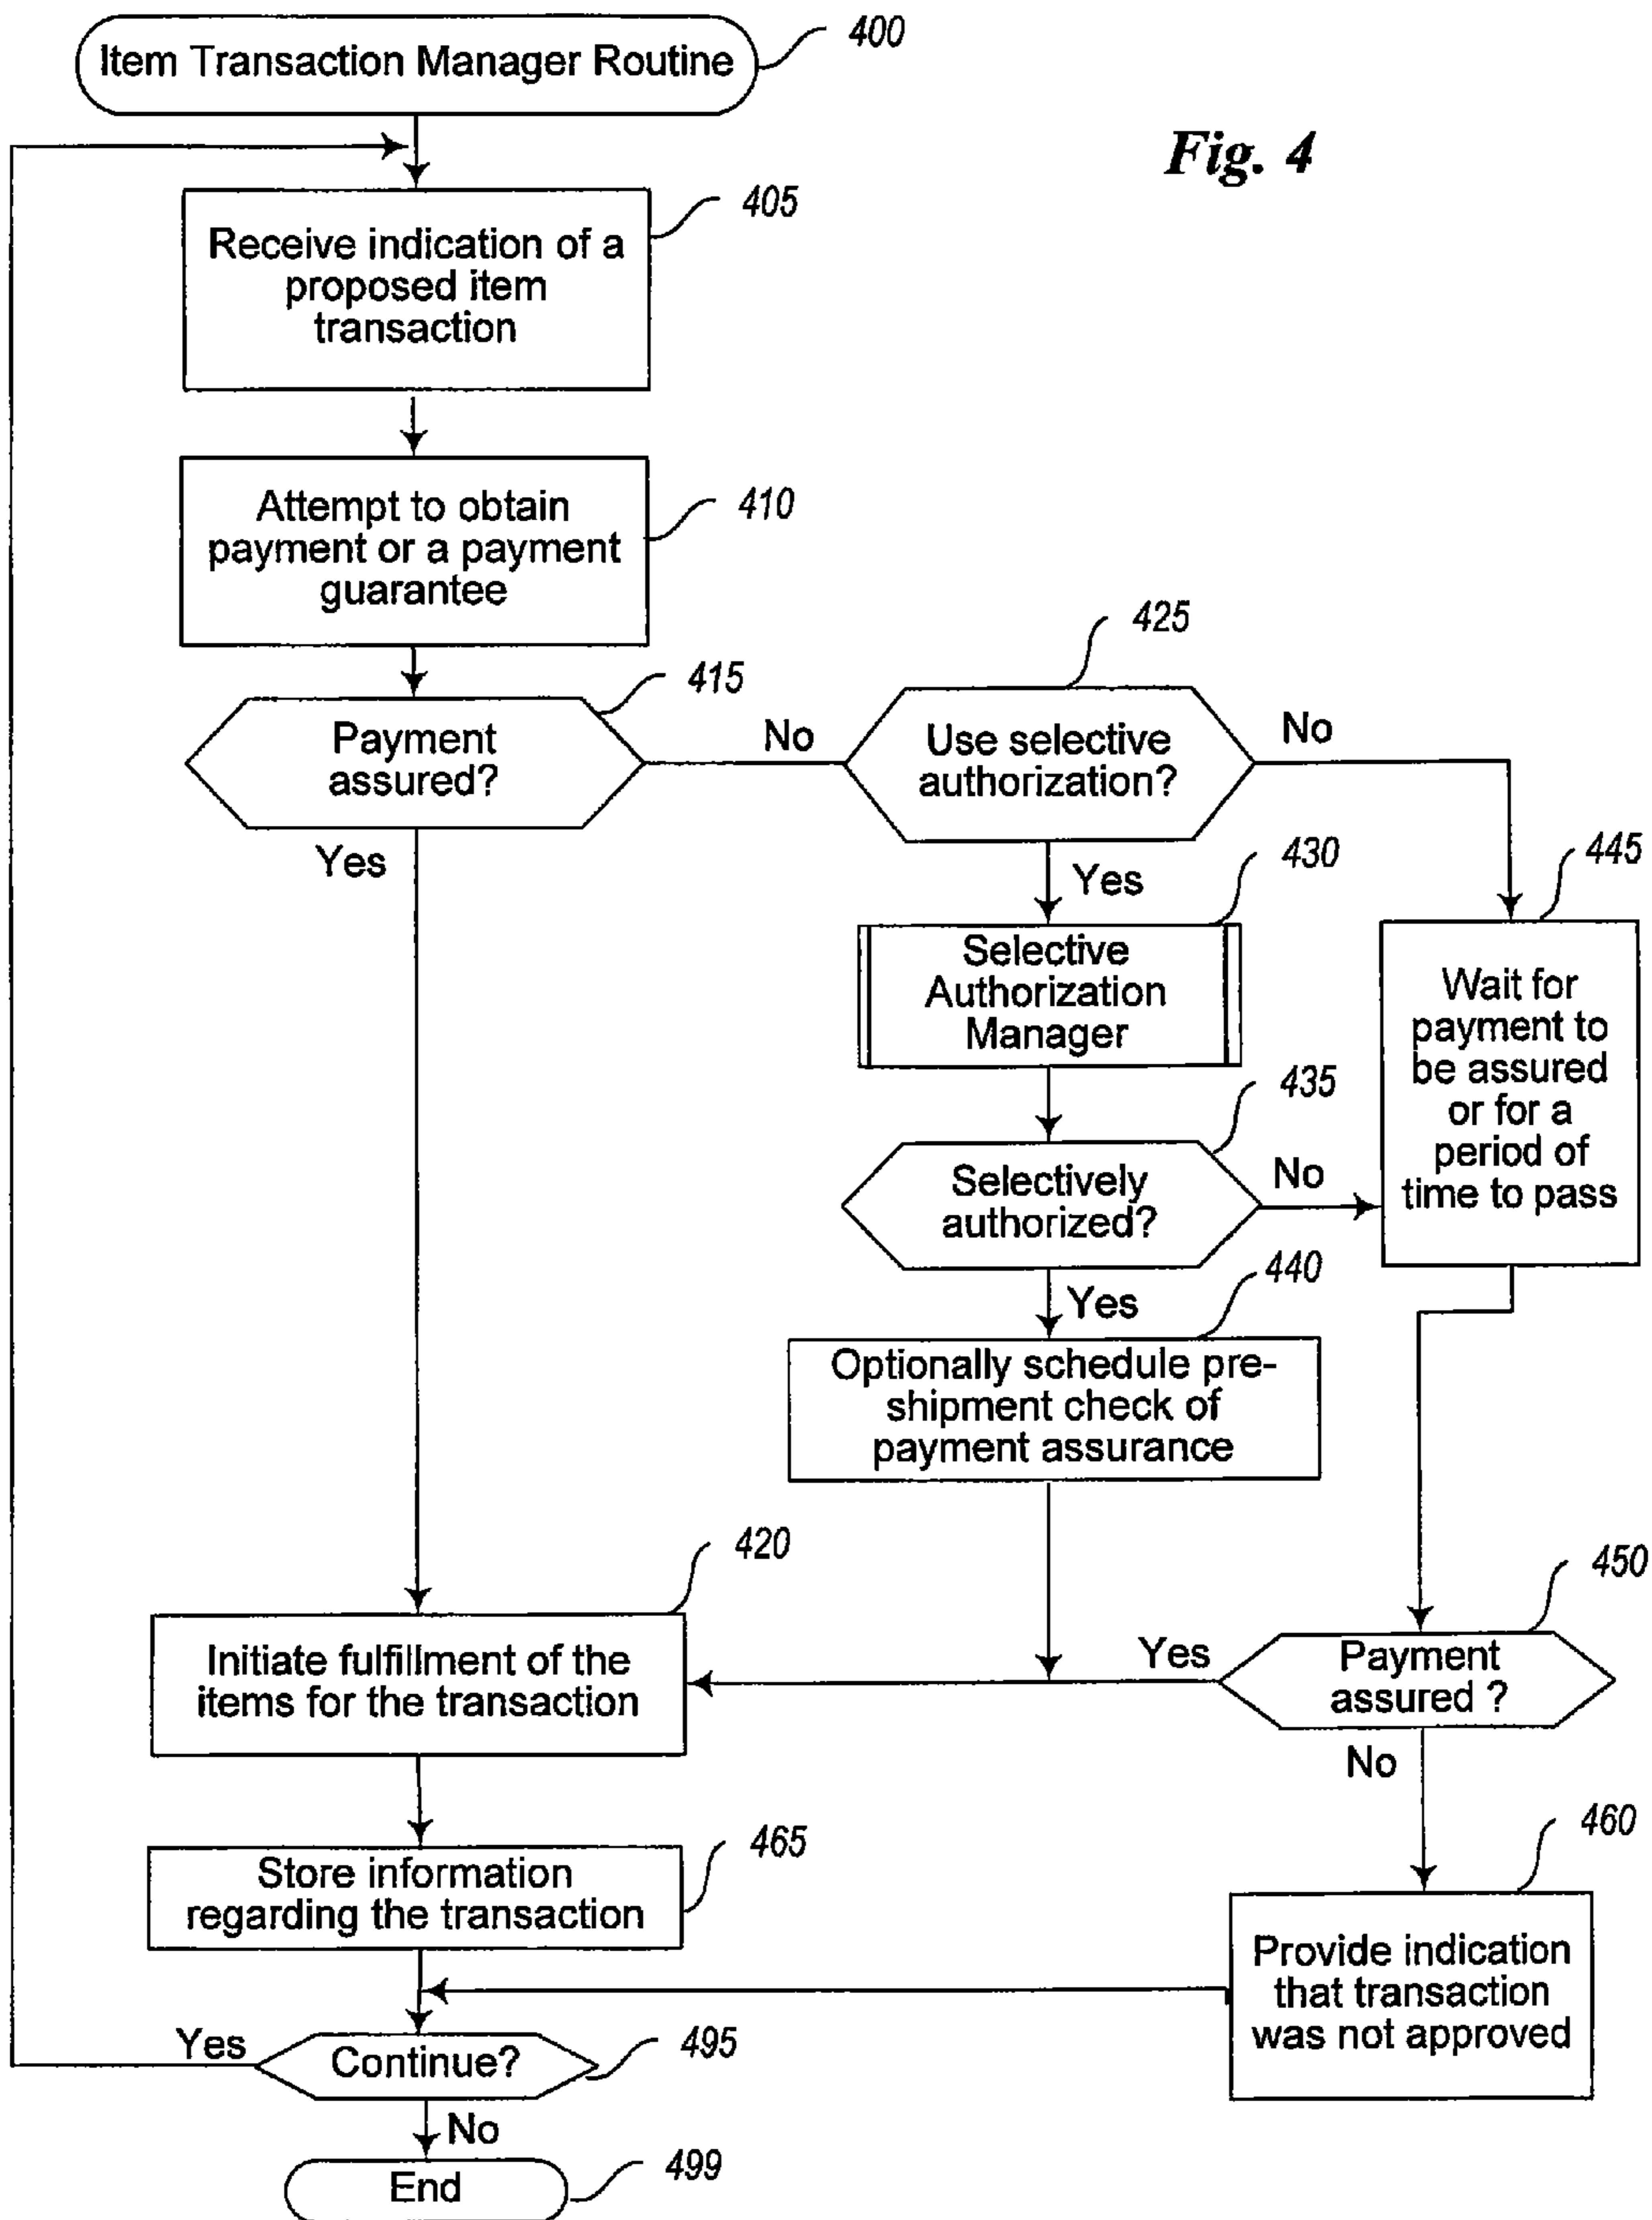 Item Transaction Manager Routine
400
Fig. 4
405
Receive indication of a
proposed item
transaction
410
Attempt to obtain
payment or a payment
guarantee
415
Payment
assured?
No
Yes
425
Use selective
authorization?
No
Yes
430
Selective
Authorization
Manager
435
Selectively
authorized?
No
Yes
440
Optionally schedule pre-
shipment check of
payment assurance
445
Wait for
payment to
be assured
or for a
period of
time to pass
450
Payment
assured ?
Yes
No
420
Initiate fulfillment of the
items for the transaction
465
Store information
regarding the transaction
460
Provide indication
that transaction
was not approved
Continue?
495
Yes
No
End
499